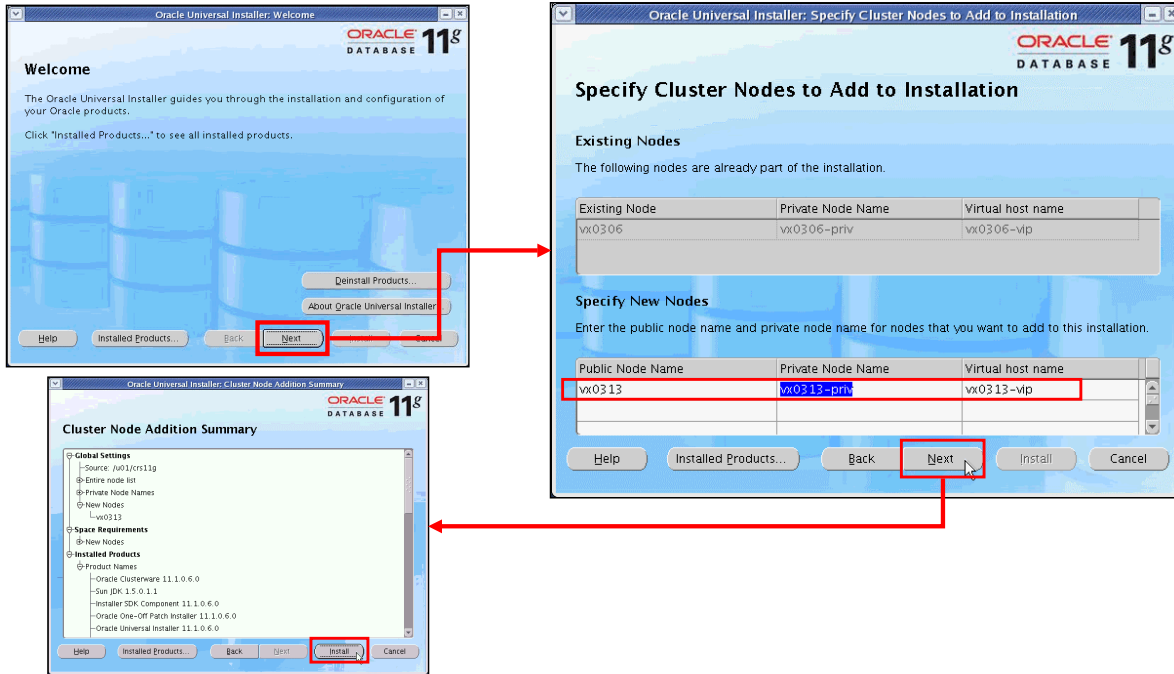 Oracle Universal Installer: Welcome
ORACLE
DATABASE 11g
Welcome
The Oracle Universal Installer guides you through the installation and configuration of
your Oracle products.
Click "Installed Products..." to see all installed products.
Deinstall Products...
About Oracle Universal Installer...
Help Installed Products... Back Next Install Cancel
Oracle Universal Installer: Specify Cluster Nodes to Add to Installation
ORACLE
DATABASE 11g
Specify Cluster Nodes to Add to Installation
Existing Nodes
The following nodes are already part of the installation.
Existing Node Private Node Name Virtual host name
vx0306 vx0306-priv vx0306-vip
Specify New Nodes
Enter the public node name and private node name for nodes that you want to add to this installation.
Public Node Name Private Node Name Virtual host name
vx0313 vx0313-priv vx0313-vip
Help Installed Products... Back Next Install Cancel
Oracle Universal Installer: Cluster Node Addition Summary
ORACLE
DATABASE 11g
Cluster Node Addition Summary
Global Settings
Source: /u01/crs11g
Entire node list
Private Node Names
New Nodes
vx0313
Space Requirements
New Nodes
Installed Products
Product Names
Oracle Clusterware 11.1.0.6.0
Sun JDK 1.5.0.1.1
Installer SDK Component 11.1.0.6.0
Oracle One-Off Patch Installer 11.1.0.6.0
Oracle Universal Installer 11.1.0.6.0
Help Installed Products... Back Next Install Cancel